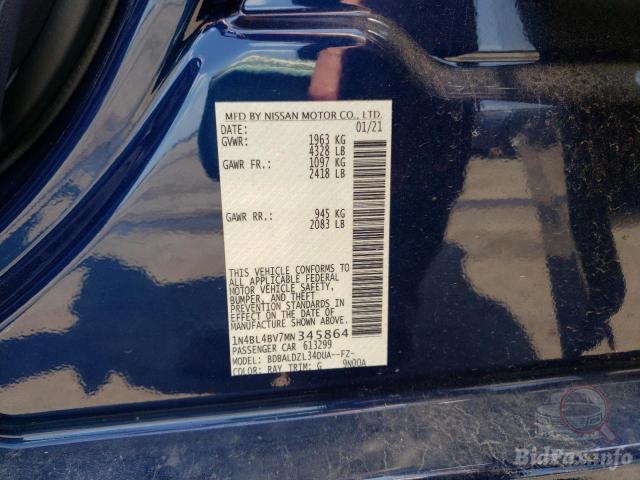 MFD BY NISSAN MOTOR CO., LTD.
DATE: 01/21
GVWR: 1963 KG
4328 LB
GAWR FR.: 1097 KG
2418 LB
GAWR RR.: 945 KG
2083 LB
THIS VEHICLE CONFORMS TO
ALL APPLICABLE FEDERAL
MOTOR VEHICLE SAFETY,
BUMPER, AND THEFT
PREVENTION STANDARDS IN
EFFECT ON THE DATE OF
MANUFACTURE SHOWN ABOVE.
1N4BL4BV7MN345864
PASSENGER CAR 613299
MODEL: BDBALDZL34DUA--FZ-
COLOR: RAY TRIM: G 9N00A
BidFax.info